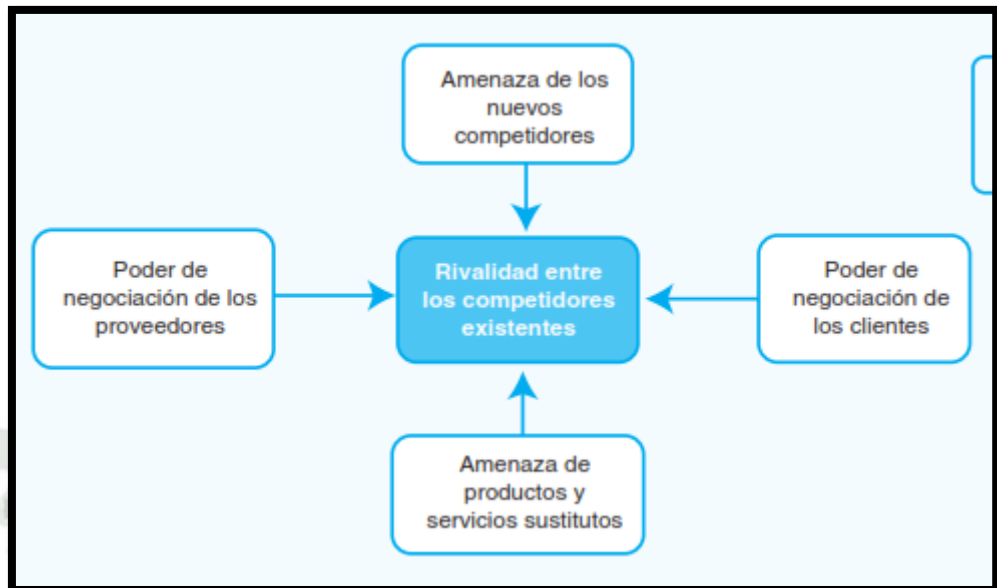 Amenaza de los
nuevos
competidores
Poder de
negociación de los
proveedores
Rivalidad entre
los competidores
existentes
Poder de
negociación de
los clientes
Amenaza de
productos y
servicios sustitutos